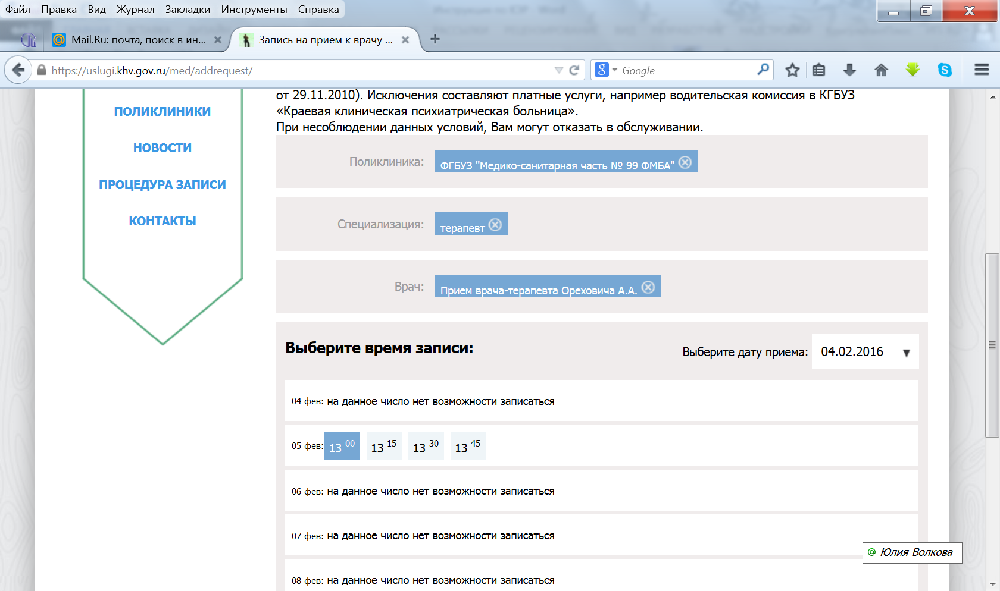 Файл Правка Вид Журнал Закладки Инструменты Справка
Mail.Ru: почта, поиск в ин... Запись на прием к врачу ...
https://uslugi.khv.gov.ru/med/addrequest/ Google
от 29.11.2010). Исключения составляют платные услуги, например водительская комиссия в КГБУЗ
«Краевая клиническая психиатрическая больница».
При несоблюдении данных условий, Вам могут отказать в обслуживании.
ПОЛИКЛИНИКИ
НОВОСТИ
ПРОЦЕДУРА ЗАПИСИ
КОНТАКТЫ
Поликлиника: ФГБУЗ "Медико-санитарная часть № 99 ФМБА"
Специализация: терапевт
Врач: Прием врача-терапевта Ореховича А.А.
Выберите время записи: Выберите дату приема: 04.02.2016
04 фев: на данное число нет возможности записаться
05 фев: 13 00 13 15 13 30 13 45
06 фев: на данное число нет возможности записаться
07 фев: на данное число нет возможности записаться
@ Юлия Волкова
08 фев: на данное число нет возможности записаться